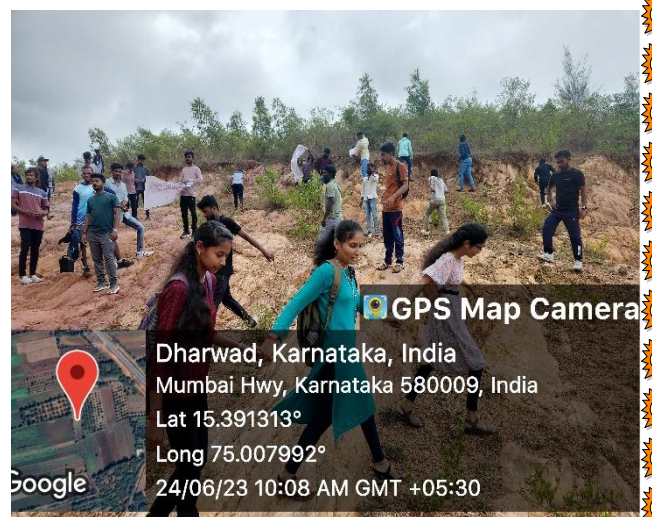 GPS Map Camera
Dharwad, Karnataka, India
Mumbai Hwy, Karnataka 580009, India
Lat 15.391313°
Long 75.007992°
24/06/23 10:08 AM GMT +05:30
Google